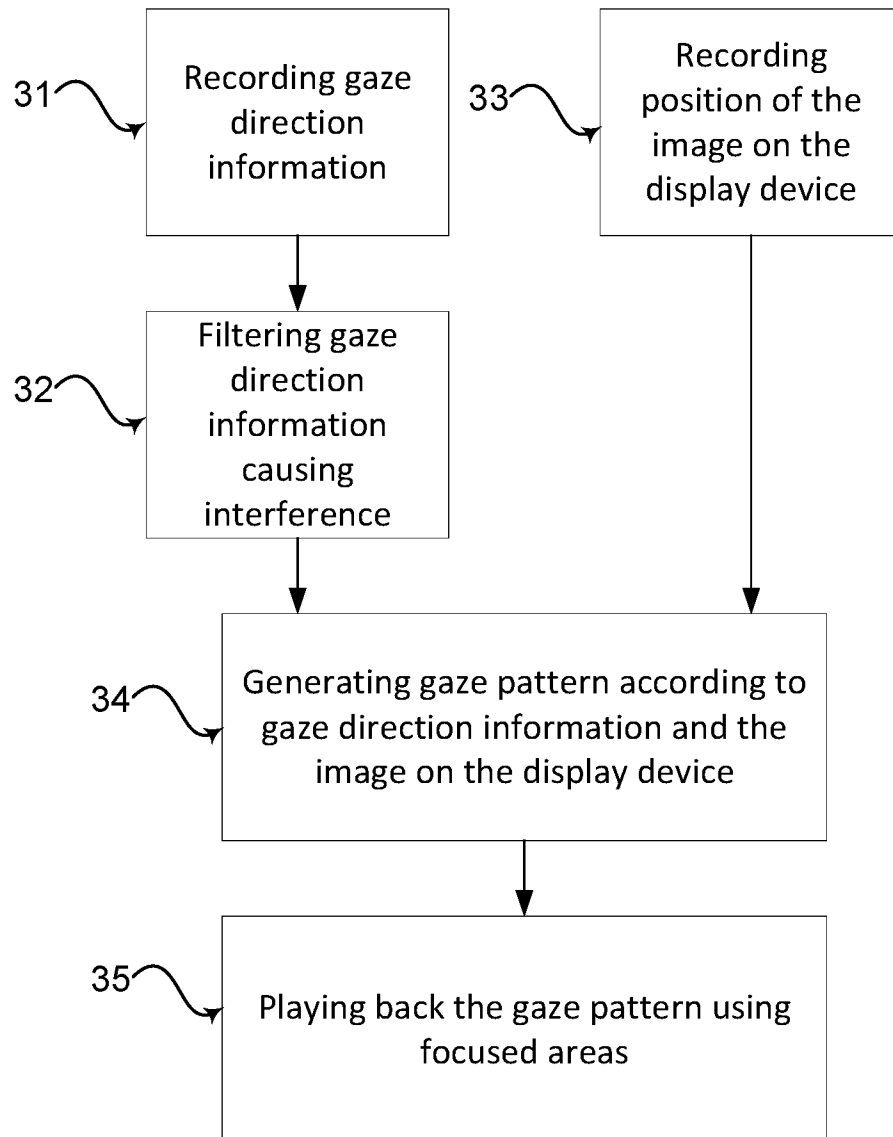 31
Recording gaze
direction
information
33
Recording
position of the
image on the
display device
32
Filtering gaze
direction
information
causing
interference
34
Generating gaze pattern according to
gaze direction information and the
image on the display device
35
Playing back the gaze pattern using
focused areas